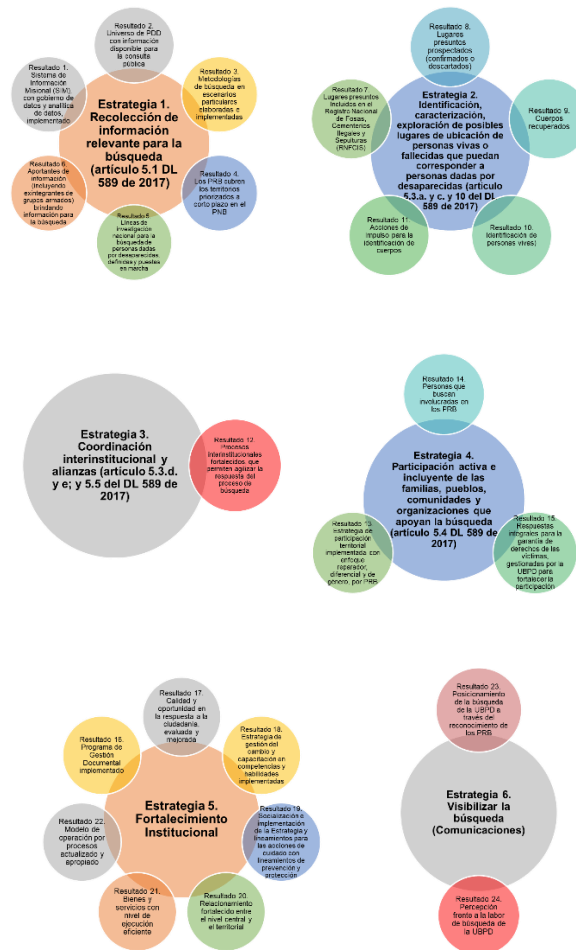 Resultado 2.
Universo de PDD
con información
disponible para
la consulta
pública
Resultado 1.
Sistema de
Información
Misional (SIM),
con gobierno de
datos y analítica
de datos,
implementado
Resultado 3.
Metodologías
de búsqueda en
escenarios
particulares
elaboradas e
implementadas
Estrategia 1.
Recolección de
información
relevante para la
búsqueda
(artículo 5.1 DL
589 de 2017)
Resultado 6.
Aportantes de
información
(incluyendo
exintegrantes de
grupos armados)
brindando
información para
la búsqueda.
Resultado 4.
Los PRB cubren
los territorios
priorizados a
corto plazo en el
PNB
Resultado 5.
Líneas de
investigación
nacional para la
búsqueda de
personas dadas
por desaparecidas,
definidas y puestas
en marcha
Resultado 8.
Lugares
presuntos
prospectados
(confirmados o
descartados)
Resultado 7.
Lugares presuntos
incluidos en el
Registro Nacional
de Fosas,
Cementerios
Ilegales y
Sepulturas
(RNFCIS)
Estrategia 2.
Identificación,
caracterización,
exploración de posibles
lugares de ubicación de
personas vivas o
fallecidas que puedan
corresponder a
personas dadas por
desaparecidas (artículo
5.3.a. y c. y 10 del DL
589 de 2017)
Resultado 9.
Cuerpos
recuperados
Resultado 11.
Acciones de
Impulso para la
identificación de
cuerpos
Resultado 10.
Identificación de
personas vivas)
Estrategia 3.
Coordinación
interinstitucional y
alianzas (artículo 5.3.d.
y e; y 5.5 del DL 589 de
2017)
Resultado 12.
Procesos
interinstitucionales
fortalecidos que
permiten agilizar la
respuesta del
proceso de
búsqueda
Resultado 14.
Personas que
buscan
involucradas en
los PRB
Estrategia 4.
Participación activa e
incluyente de las
familias, pueblos,
comunidades y
organizaciones que
apoyan la búsqueda
(artículo 5.4 DL 589 de
2017)
Resultado 13.
Estrategia de
participación
territorial
implementada con
enfoque
reparador,
diferencial y de
género, por PRB
Resultado 15.
Respuestas
integrales para la
garantía de
derechos de las
víctimas,
gestionadas por la
UBPD para
fortalecer la
participación
Resultado 17.
Calidad y
oportunidad en
la respuesta a la
ciudadanía,
evaluada y
mejorada
Resultado 16.
Programa de
Gestión
Documental
implementado
Resultado 18.
Estrategia de
gestión del
cambio y
capacitación en
competencias y
habilidades
implementadas
Estrategia 5.
Fortalecimiento
Institucional
Resultado 22.
Modelo de
operación por
procesos
actualizado y
apropiado
Resultado 19.
Socialización e
implementación de
la Estrategia y
lineamientos para
las acciones de
cuidado con
lineamientos de
prevención y
protección
Resultado 21.
Bienes y
servicios con
nivel de
ejecución
eficiente
Resultado 20.
Relacionamiento
fortalecido entre
el nivel central y
el territorial
Resultado 23.
Posicionamiento
de la búsqueda
de la UBPD a
través del
reconocimiento de
los PRB
Estrategia 6.
Visibilizar la
búsqueda
(Comunicaciones)
Resultado 24.
Percepción
frente a la labor
de búsqueda de
la UBPD